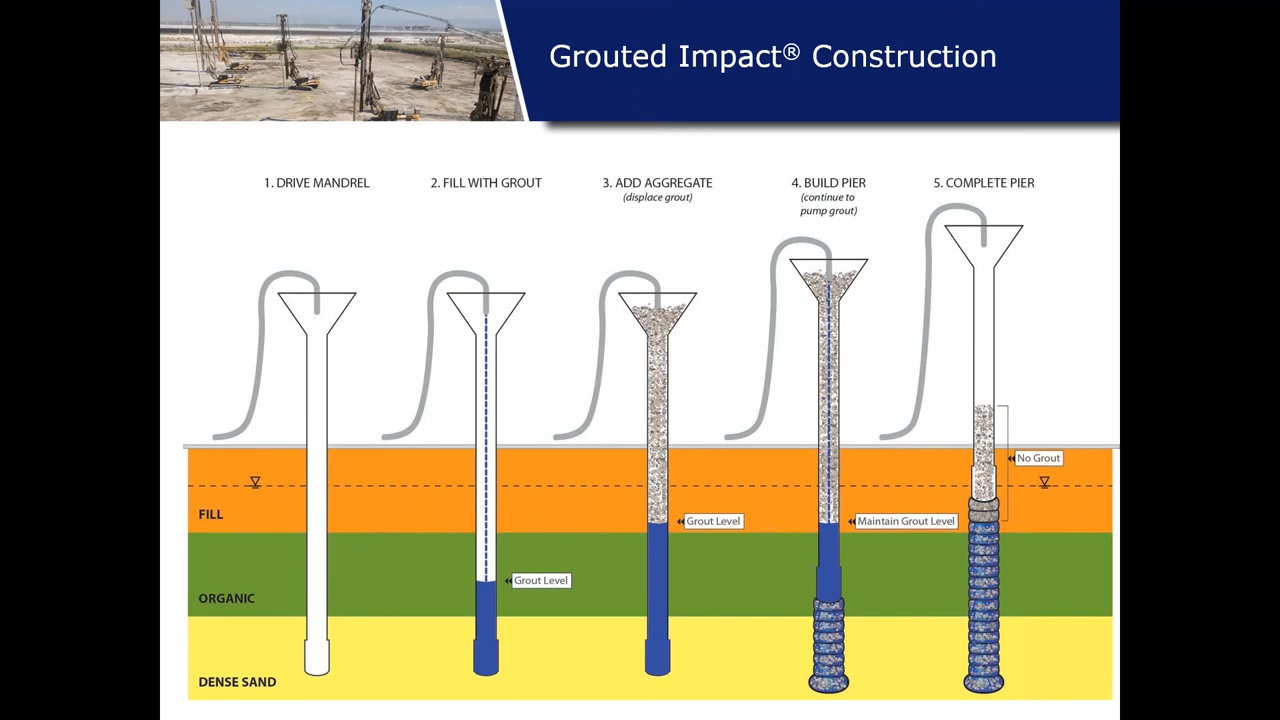 Grouted Impact® Construction
1. DRIVE MANDREL
2. FILL WITH GROUT
3. ADD AGGREGATE
(displace grout)
4. BUILD PIER
(continue to
pump grout)
5. COMPLETE PIER
No Grout
FILL
Grout Level
Maintain Grout Level
Grout Level
ORGANIC
DENSE SAND